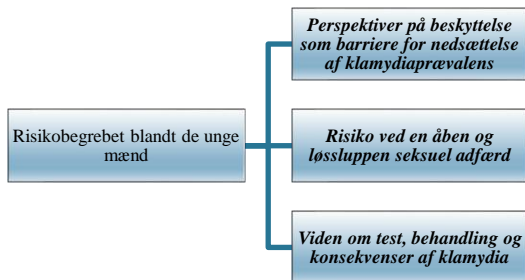 Risikobegrebet blandt de unge
mænd
Perspektiver på beskyttelse
som barriere for nedsættelse
af klamydiaprævalens
Risiko ved en åben og
løssluppen seksuel adfærd
Viden om test, behandling og
konsekvenser af klamydia